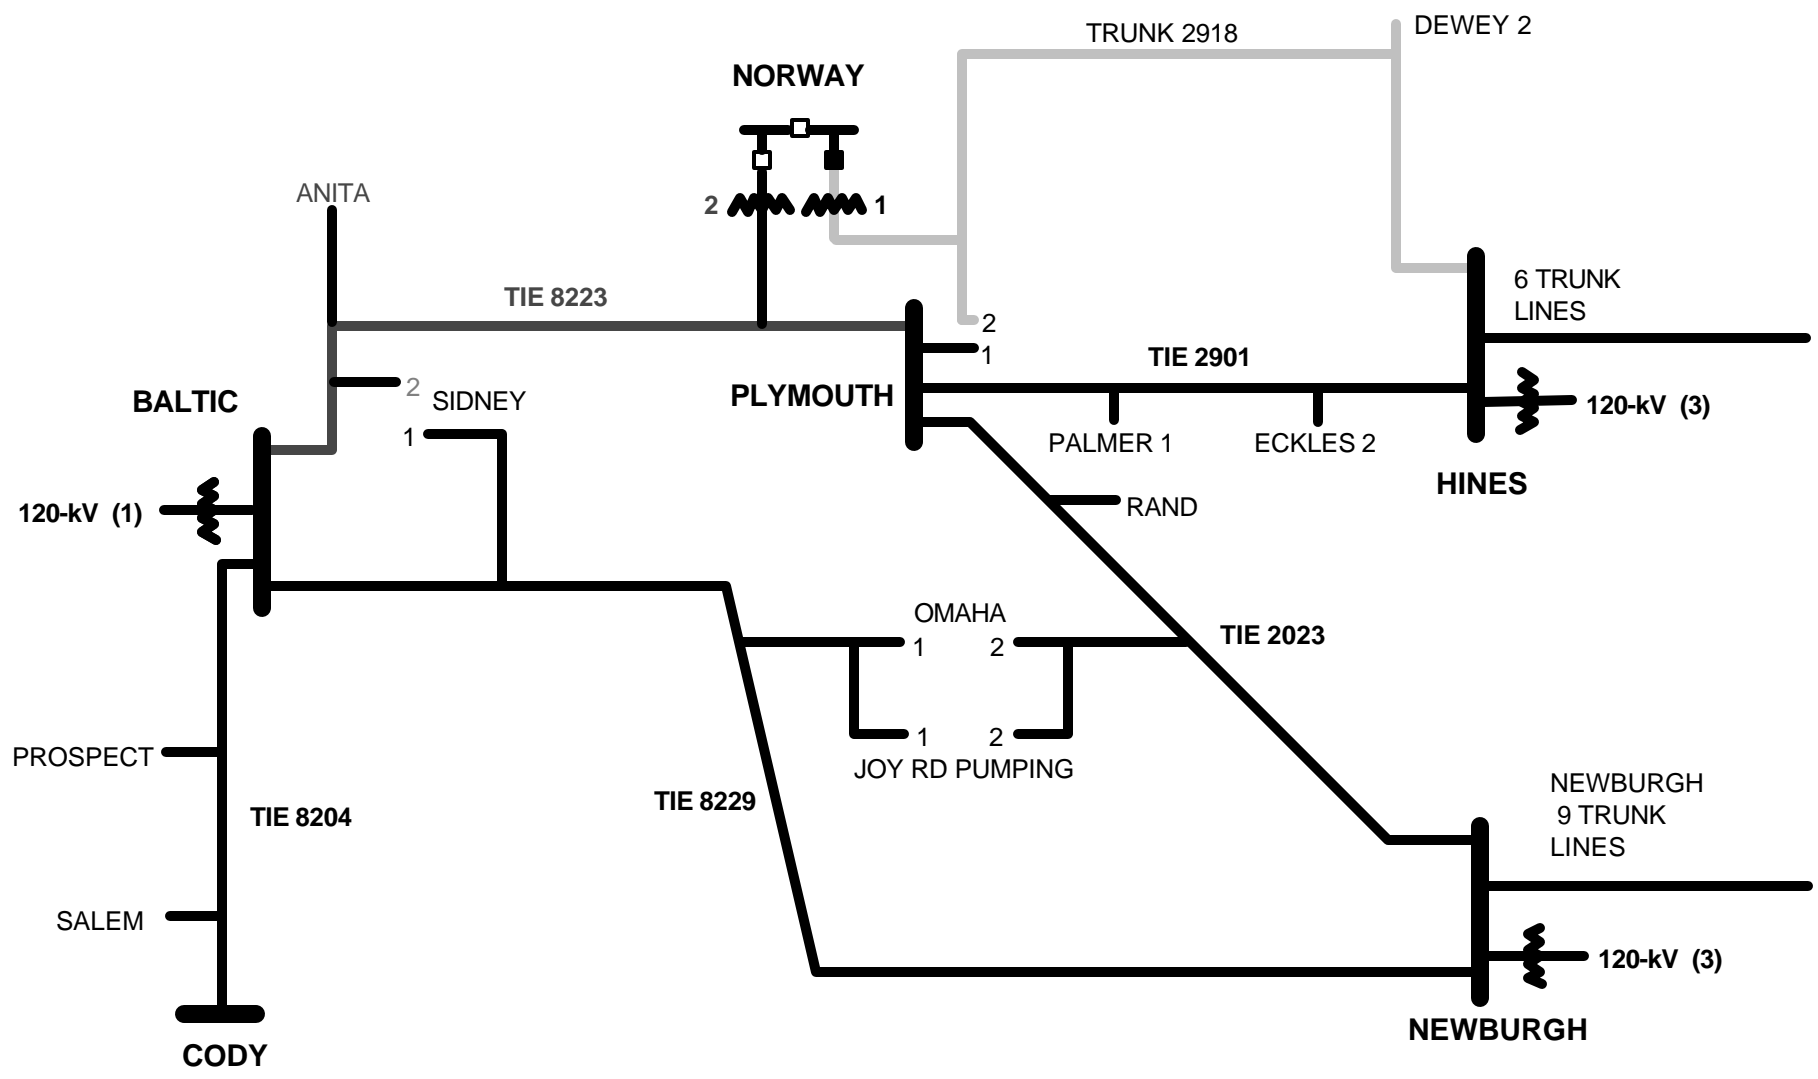 DEWEY 2
TRUNK 2918
NORWAY
ANITA
2
1
6 TRUNK
LINES
TIE 8223
2
1
TIE 2901
2
SIDNEY
BALTIC
PLYMOUTH
120-kV (3)
1
PALMER 1
ECKLES 2
HINES
120-kV (1)
RAND
OMAHA
1
2
TIE 2023
1
2
JOY RD PUMPING
PROSPECT
TIE 8229
TIE 8204
NEWBURGH
9 TRUNK
LINES
SALEM
120-kV (3)
NEWBURGH
CODY